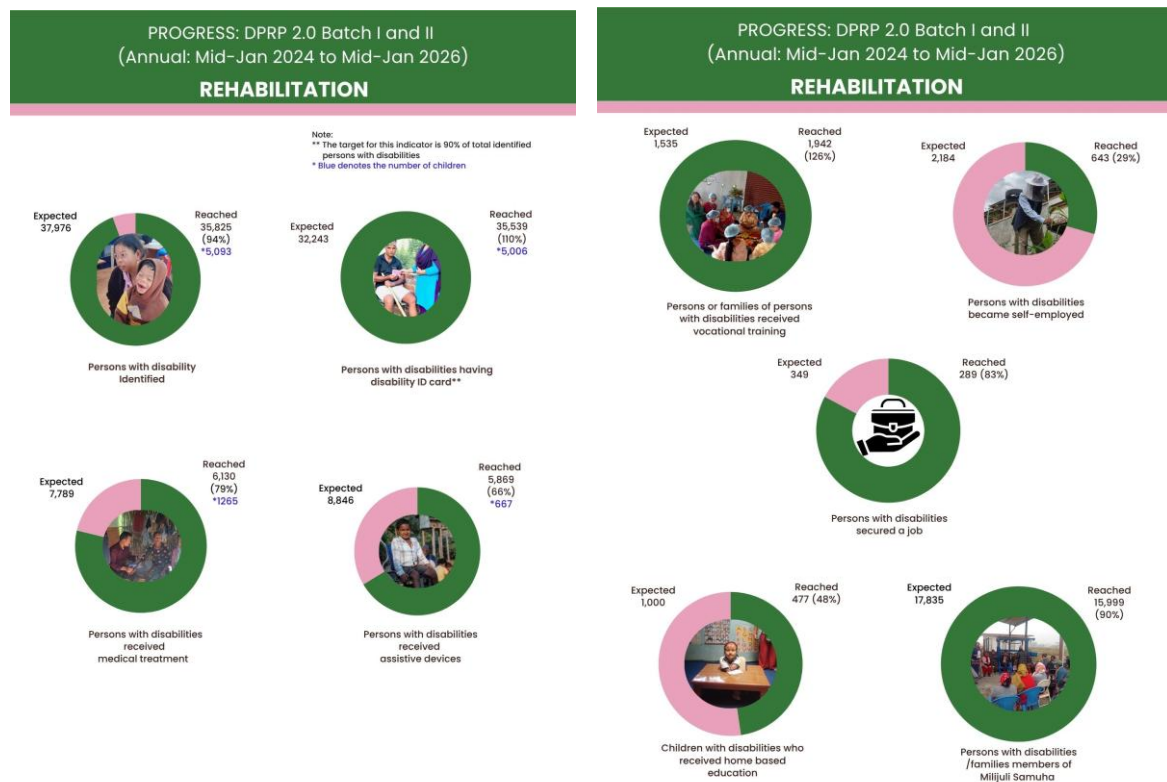 PROGRESS: DPRP 2.0 Batch I and II
(Annual: Mid-Jan 2024 to Mid-Jan 2026)
REHABILITATION
Note:
** The target for this indicator is 90% of total identified
persons with disabilities
* Blue denotes the number of children
Expected
37,976
Reached
35,825
(94%)
*5,093
Persons with disability
Identified
Expected
32,243
Reached
35,539
(110%)
*5,006
Persons with disabilities having
disability ID card**
Expected
7,789
Reached
6,130
(79%)
*1265
Persons with disabilities
received
medical treatment
Expected
8,846
Reached
5,869
(66%)
*667
Persons with disabilities
received
assistive devices
PROGRESS: DPRP 2.0 Batch I and II
(Annual: Mid-Jan 2024 to Mid-Jan 2026)
REHABILITATION
Expected
1,535
Reached
1,942
(126%)
Persons or families of persons
with disabilities received
vocational training
Expected
2,184
Reached
643 (29%)
Persons with disabilities
became self-employed
Expected
349
Reached
289 (83%)
Persons with disabilities
secured a job
Expected
1,000
Reached
477 (48%)
Children with disabilities who
received home based
education
Expected
17,835
Reached
15,999
(90%)
Persons with disabilities
/families members of
Milijuli Samuha